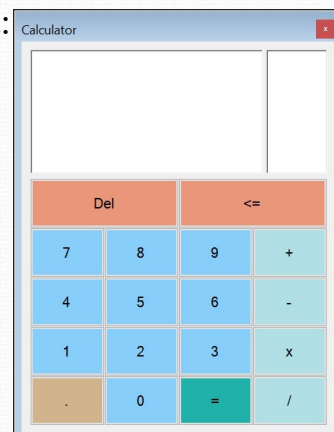 :
Calculator x
Del <=
7 8 9 +
4 5 6 -
1 2 3 x
. 0 = /